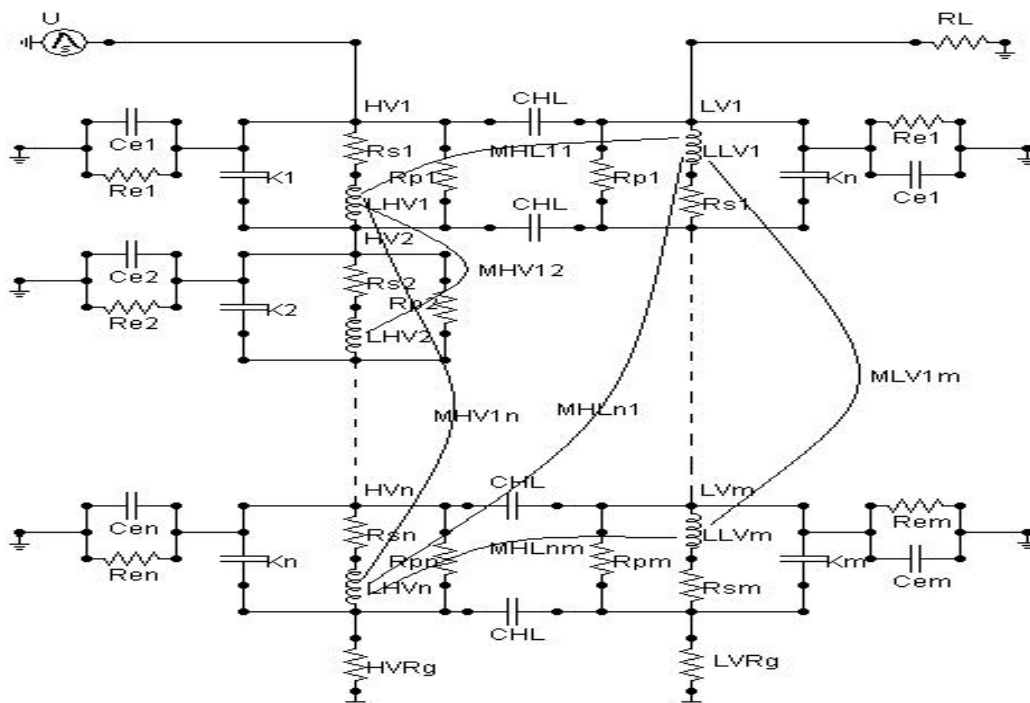 U
RL
HV1
CHL
LV1
Ce1
Re1
K1
Rs1
Rp1
LHV1
MHL11
Rp1
LLV1
Rs1
Kn
Re1
Ce1
CHL
HV2
Ce2
Re2
K2
Rs2
Rp2
LHV2
MHV12
MHV1n
MHLn1
MLV1m
HVn
CHL
LVm
Cen
Ren
Kn
Rsn
Rpn
LHVn
MHLnm
Rpm
LLVm
Rsm
Km
Rem
Cem
CHL
HVRg
LVRg